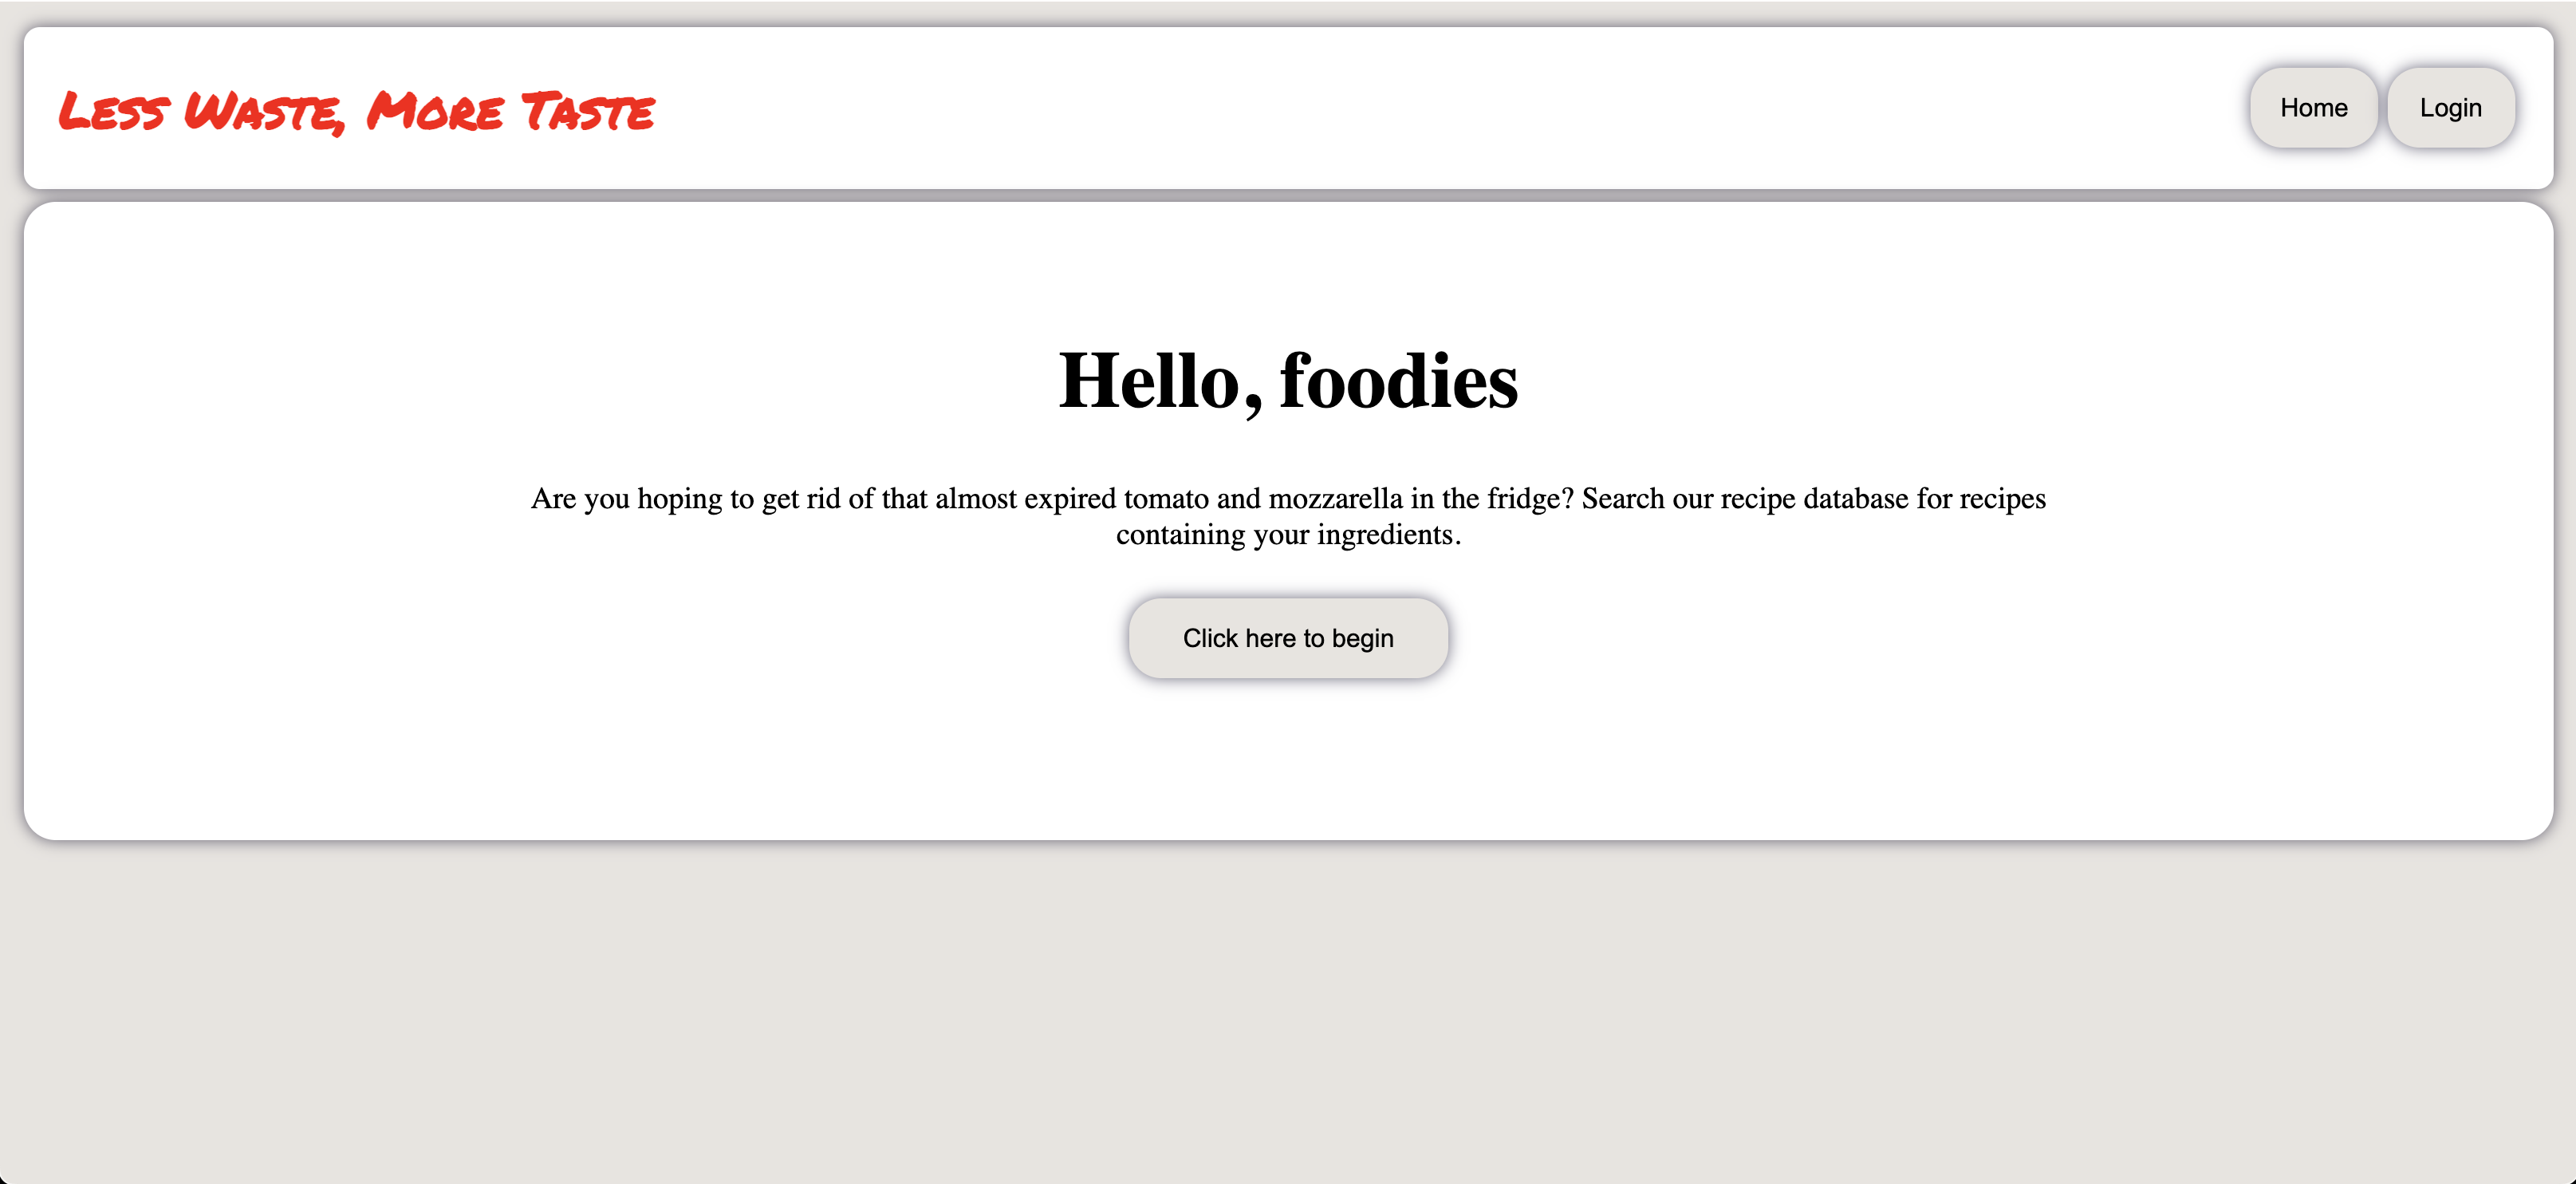 Less Waste, More Taste
Home
Login
Hello, foodies
Are you hoping to get rid of that almost expired tomato and mozzarella in the fridge? Search our recipe database for recipes
containing your ingredients.
Click here to begin